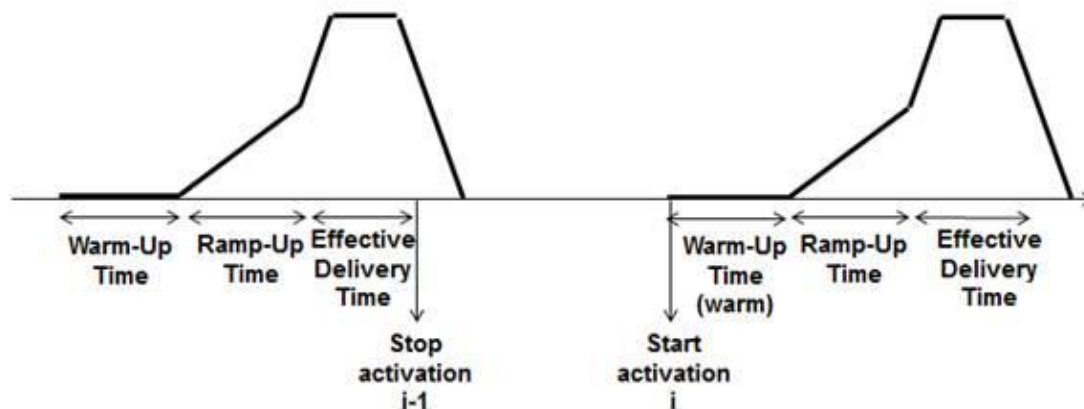 Warm-Up
Time
Ramp-Up
Time
Effective
Delivery
Time
Stop
activation
i-1
Start
activation
i
Warm-Up
Time
(warm)
Ramp-Up
Time
Effective
Delivery
Time